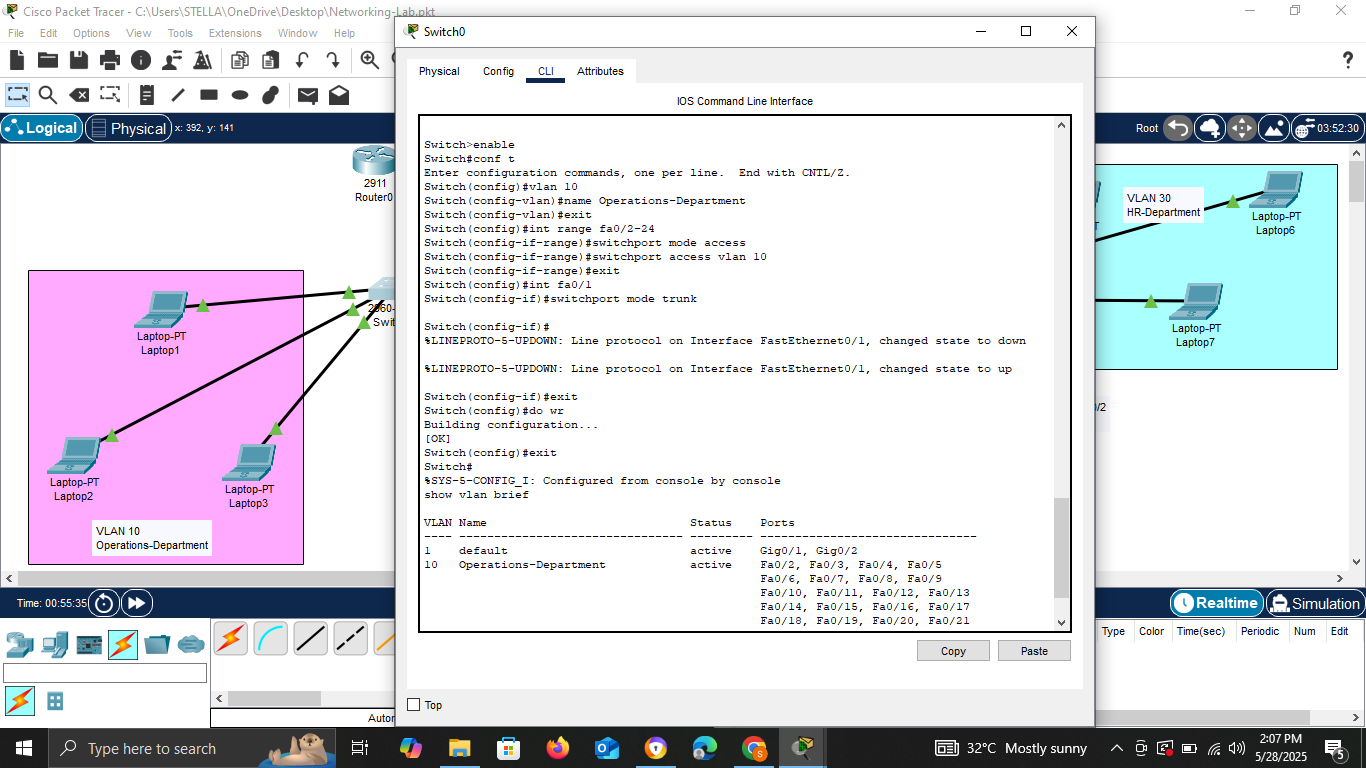 Cisco Packet Tracer - C:\Users\STELLA\OneDrive\Desktop\Networking-Lab.pkt
File Edit Options View Tools Extensions Window Help
Logical
Physical
x: 392, y: 141
Root
03:52:30
2911
Router0
Laptop-PT
Laptop1
Laptop-PT
Laptop2
Laptop-PT
Laptop3
VLAN 10
Operations-Department
VLAN 30
HR-Department
Laptop-PT
Laptop6
Laptop-PT
Laptop7
Switch0
Physical Config CLI Attributes
IOS Command Line Interface
Switch>enable
Switch#conf t
Enter configuration commands, one per line.  End with CNTL/Z.
Switch(config)#vlan 10
Switch(config-vlan)#name Operations-Department
Switch(config-vlan)#exit
Switch(config)#int range fa0/2-24
Switch(config-if-range)#switchport mode access
Switch(config-if-range)#switchport access vlan 10
Switch(config-if-range)#exit
Switch(config)#int fa0/1
Switch(config-if)#switchport mode trunk
Switch(config-if)#
%LINEPROTO-5-UPDOWN: Line protocol on Interface FastEthernet0/1, changed state to down
%LINEPROTO-5-UPDOWN: Line protocol on Interface FastEthernet0/1, changed state to up
Switch(config-if)#exit
Switch(config)#do wr
Building configuration...
[OK]
Switch(config)#exit
Switch#
%SYS-5-CONFIG_I: Configured from console by console
show vlan brief
VLAN Name Status Ports
---- -------------------------------- --------- -------------------------------
1 default active Gig0/1, Gig0/2
10 Operations-Department active Fa0/2, Fa0/3, Fa0/4, Fa0/5
Fa0/6, Fa0/7, Fa0/8, Fa0/9
Fa0/10, Fa0/11, Fa0/12, Fa0/13
Fa0/14, Fa0/15, Fa0/16, Fa0/17
Fa0/18, Fa0/19, Fa0/20, Fa0/21
Copy Paste
Top
Time: 00:55:35
Realtime
Simulation
Type Color Time(sec) Periodic Num Edit
Type here to search
32°C Mostly sunny
2:07 PM
5/28/2025
5